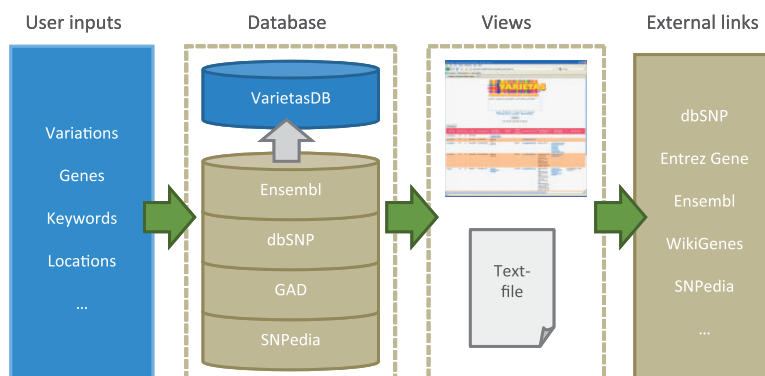 User inputs
Database
Views
External links
Variations
Genes
Keywords
Locations
...
VarietasDB
Ensembl
dbSNP
GAD
SNPedia
VARIETAS
Text-
file
dbSNP
Entrez Gene
Ensembl
WikiGenes
SNPedia
...